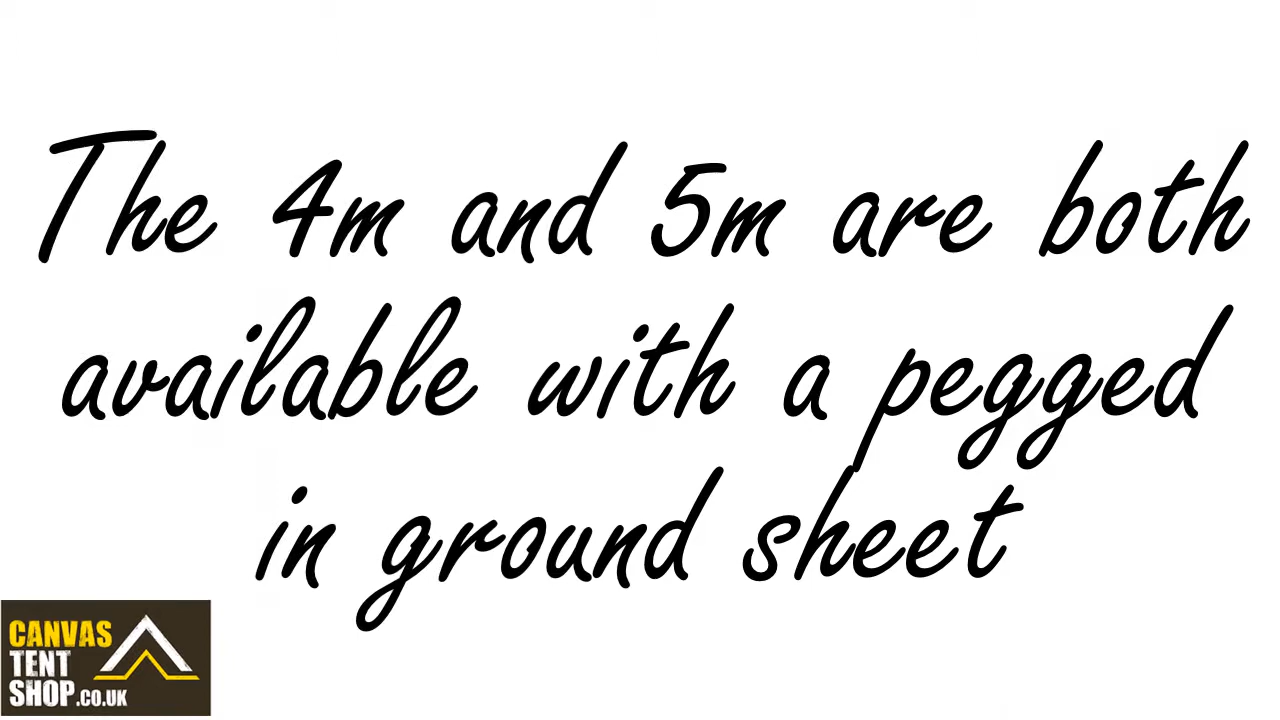 The 4m and 5m are both
available with a pegged
in ground sheet
CANVAS
TENT
SHOP.CO.UK